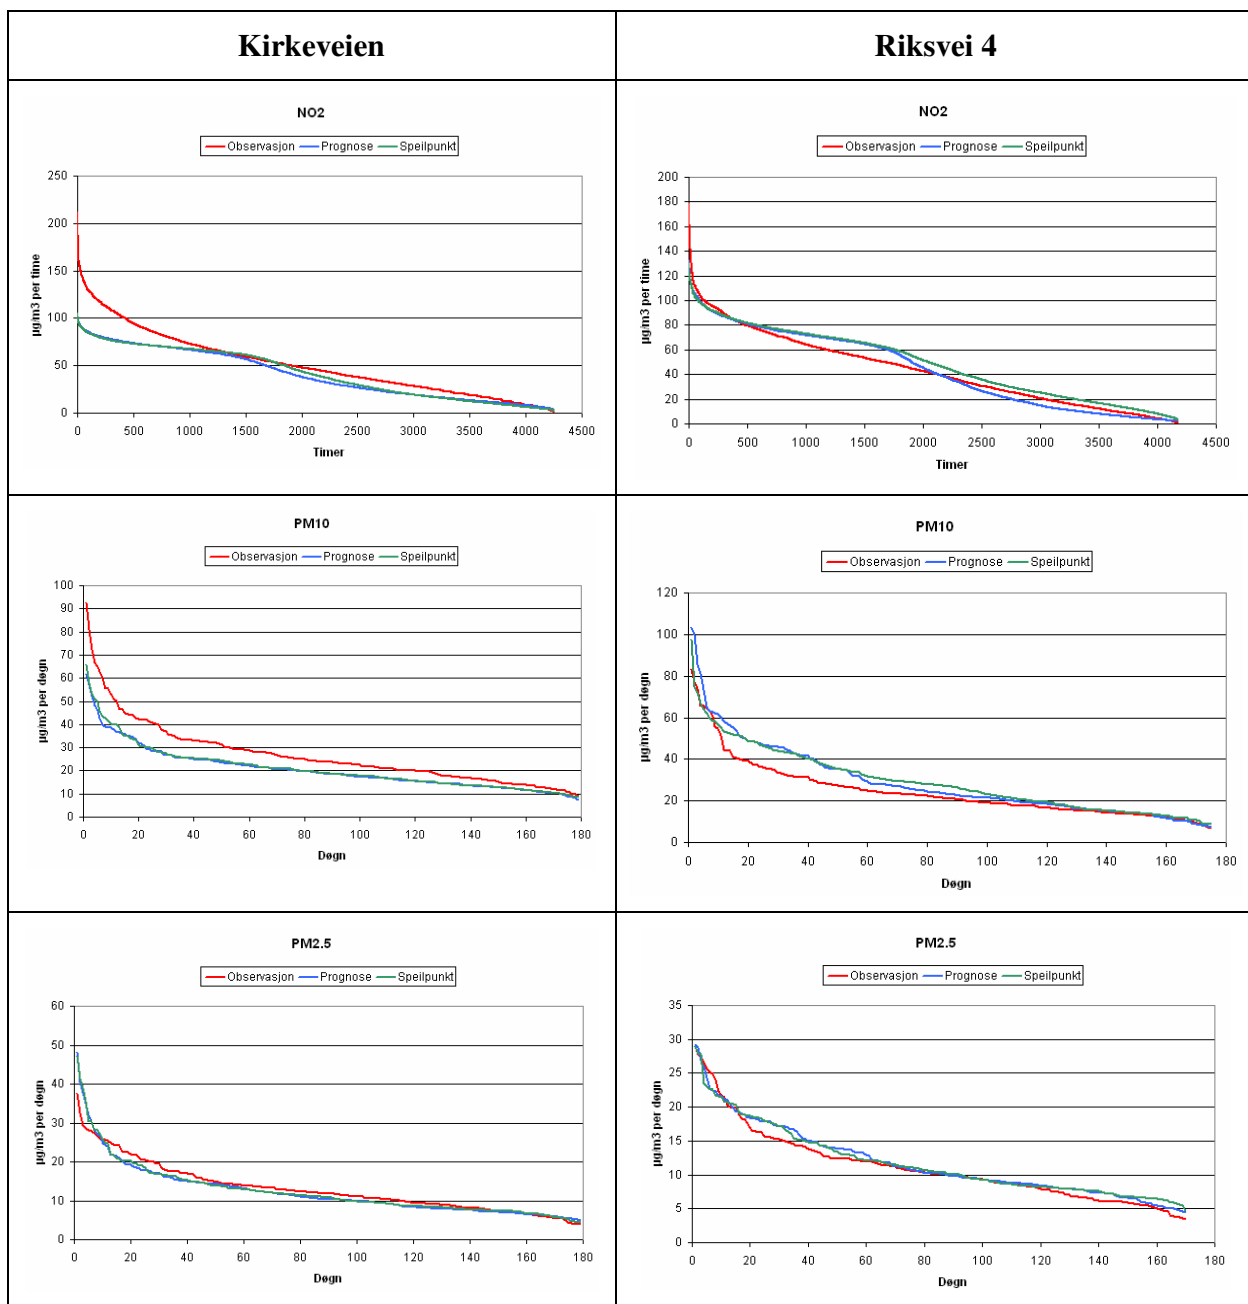 Kirkeveien
Riksvei 4
NO2
Observasjon Prognose Speilpunkt
250
200
150
100
50
0
µg/m3 per time
0 500 1000 1500 2000 2500 3000 3500 4000 4500
Timer
NO2
Observasjon Prognose Speilpunkt
200
180
160
140
120
100
80
60
40
20
0
µg/m3 per time
0 500 1000 1500 2000 2500 3000 3500 4000 4500
Timer
PM10
Observasjon Prognose Speilpunkt
100
90
80
70
60
50
40
30
20
10
0
µg/m3 per døgn
0 20 40 60 80 100 120 140 160 180
Døgn
PM10
Observasjon Prognose Speilpunkt
120
100
80
60
40
20
0
µg/m3 per døgn
0 20 40 60 80 100 120 140 160 180
Døgn
PM2.5
Observasjon Prognose Speilpunkt
60
50
40
30
20
10
0
µg/m3 per døgn
0 20 40 60 80 100 120 140 160 180
Døgn
PM2.5
Observasjon Prognose Speilpunkt
35
30
25
20
15
10
5
0
µg/m3 per døgn
0 20 40 60 80 100 120 140 160 180
Døgn